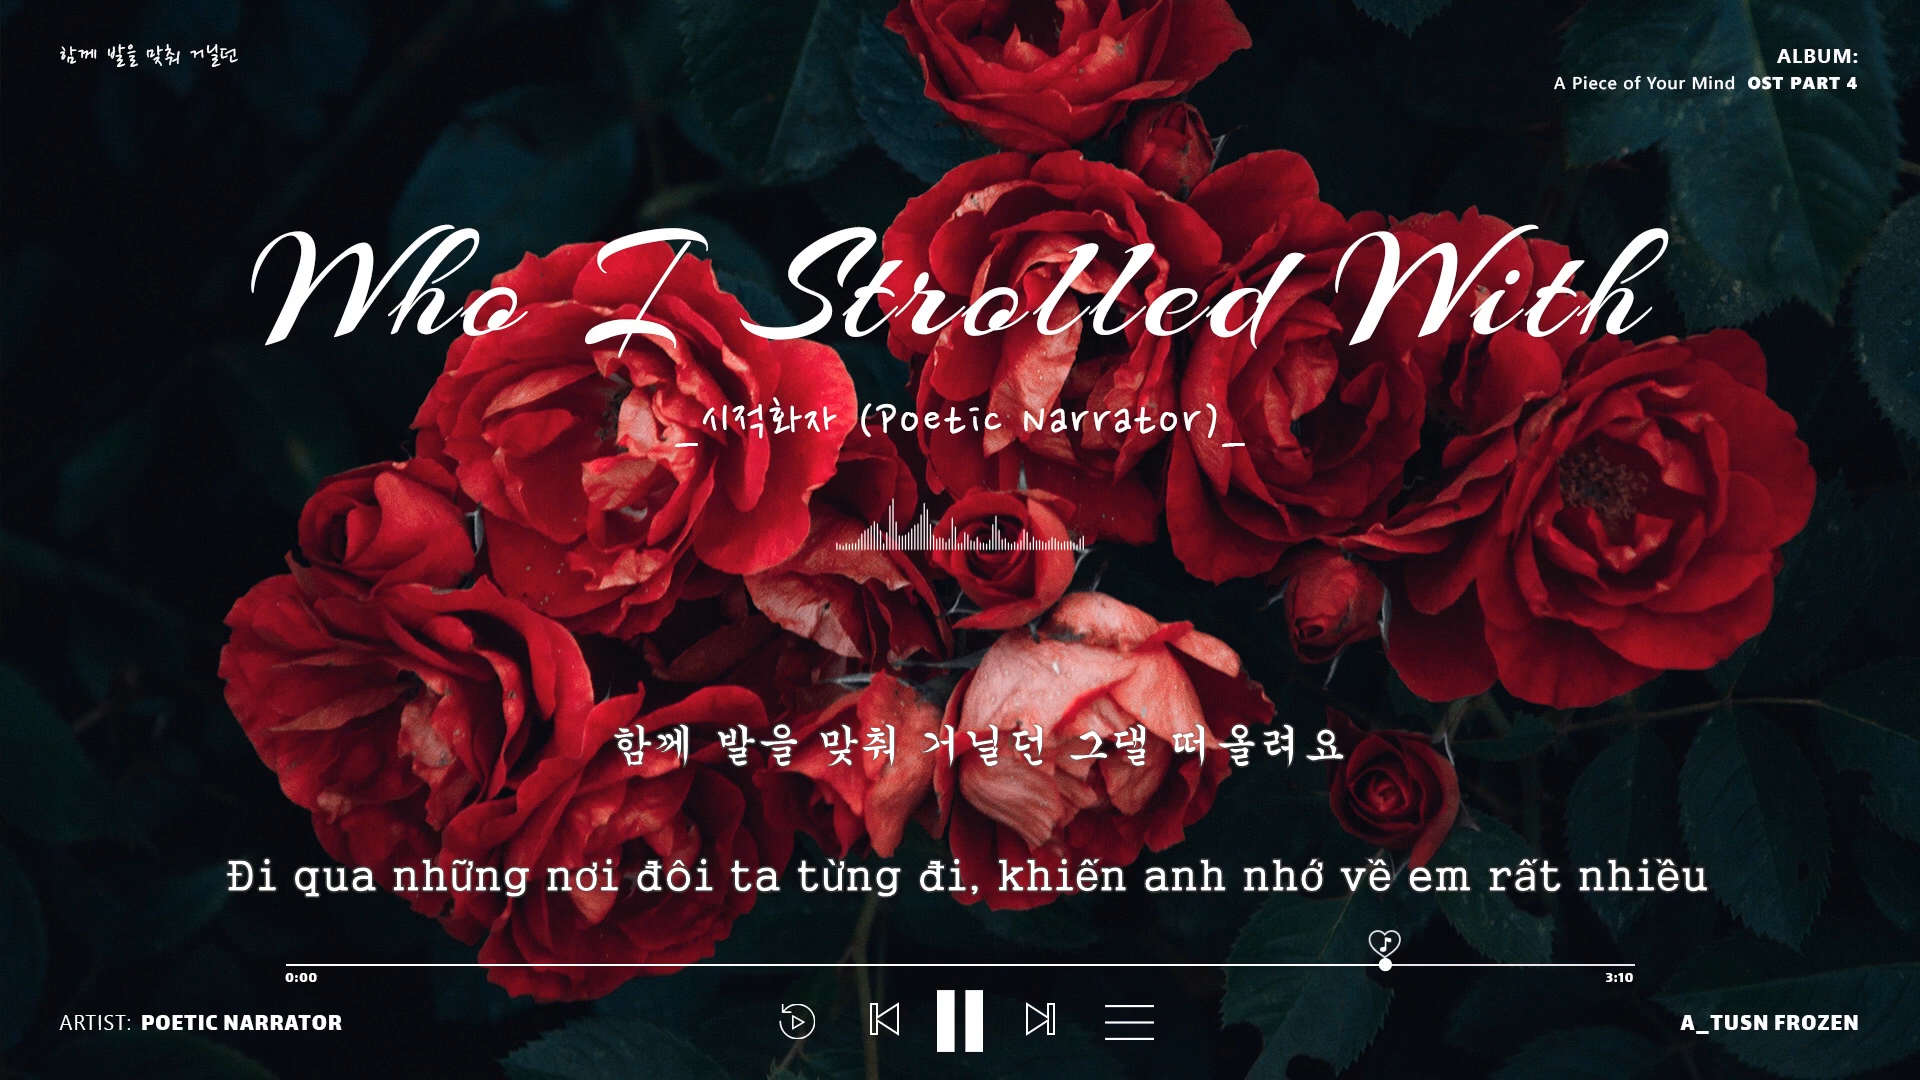 함께 발을 맞춰 거닐던
ALBUM:
A Piece of Your Mind OST PART 4
Who I Strolled With
_시적화자 (Poetic Narrator)_
함께 발을 맞춰 거닐던 그댈 떠올려요
Đi qua những nơi đôi ta từng đi, khiến anh nhớ về em rất nhiều
0:00
3:10
ARTIST: POETIC NARRATOR
A_TUSN FROZEN